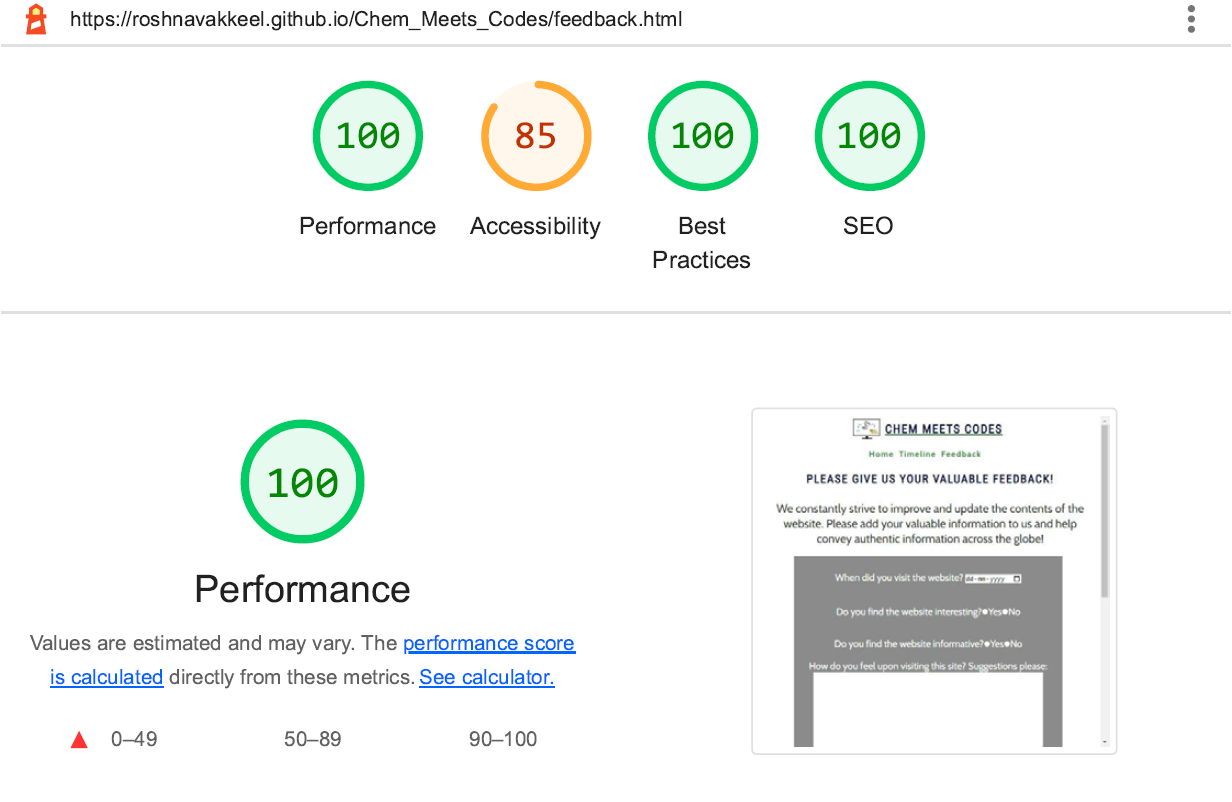 https://roshnavakkeel.github.io/Chem_Meets_Codes/feedback.html
100
85
100
100
Performance
Accessibility
Best
Practices
SEO
100
Performance
Values are estimated and may vary. The performance score
is calculated directly from these metrics. See calculator.
0–49
50–89
90–100
CHEM MEETS CODES
Home Timeline Feedback
PLEASE GIVE US YOUR VALUABLE FEEDBACK!
We constantly strive to improve and update the contents of the
website. Please add your valuable information to us and help
convey authentic information across the globe!
When did you visit the website? dd-mm-yyyy
Do you find the website interesting? Yes No
Do you find the website informative? Yes No
How do you feel upon visiting this site? Suggestions please: